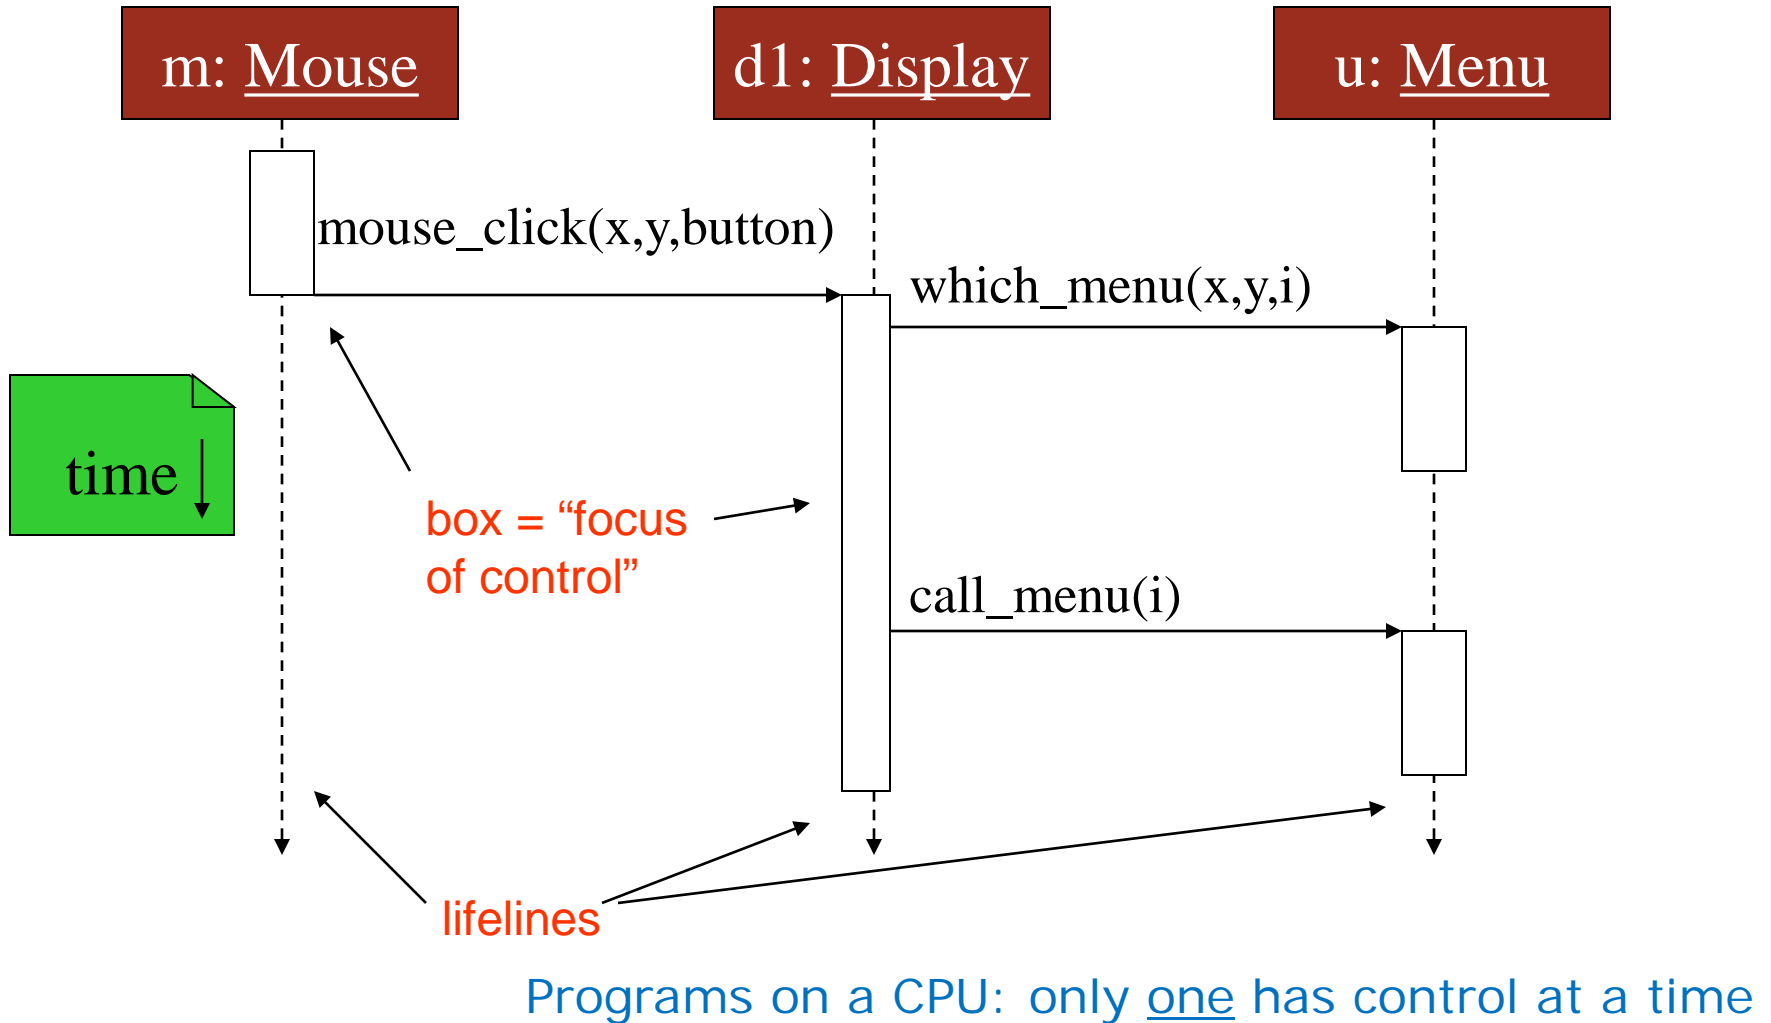 m: Mouse
d1: Display
u: Menu
mouse_click(x,y,button)
which_menu(x,y,i)
time
box = “focus
of control”
call_menu(i)
lifelines
Programs on a CPU: only one has control at a time